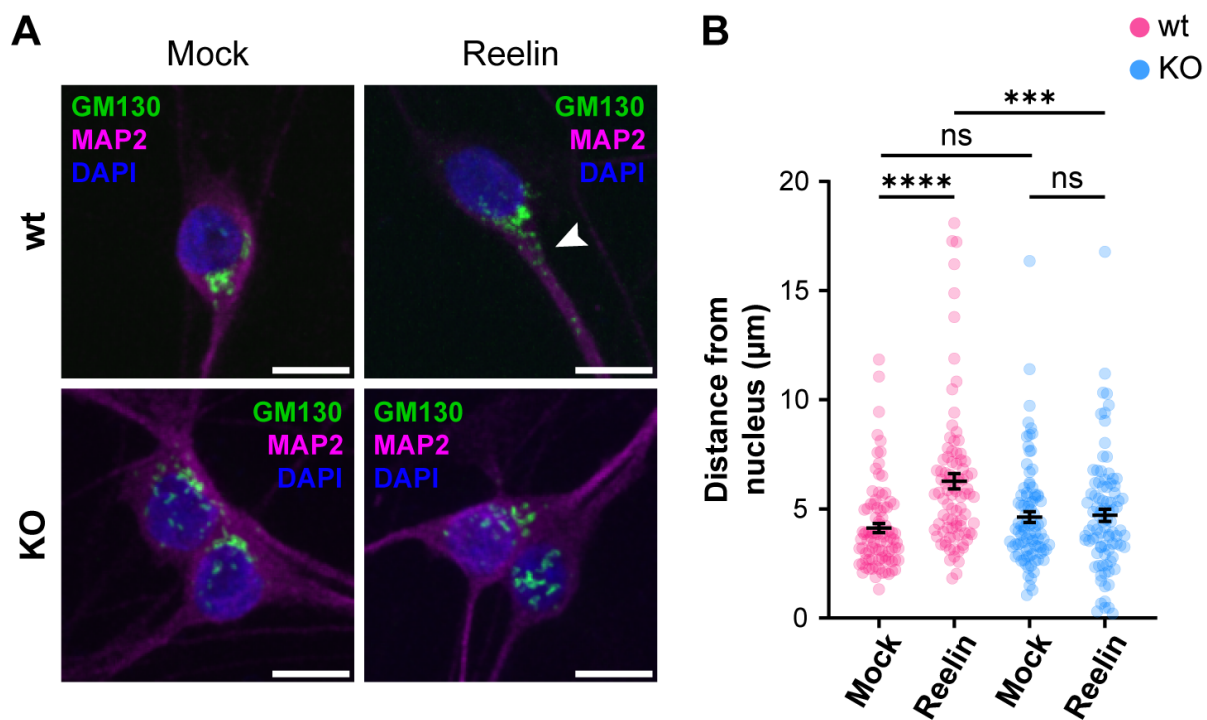 A
Mock
Reelin
wt
GM130
MAP2
DAPI
GM130
MAP2
DAPI
KO
GM130
MAP2
DAPI
GM130
MAP2
DAPI
B
wt
KO
***
ns
****
ns
Distance from
nucleus (μm)
20
15
10
5
0
Mock
Reelin
Mock
Reelin